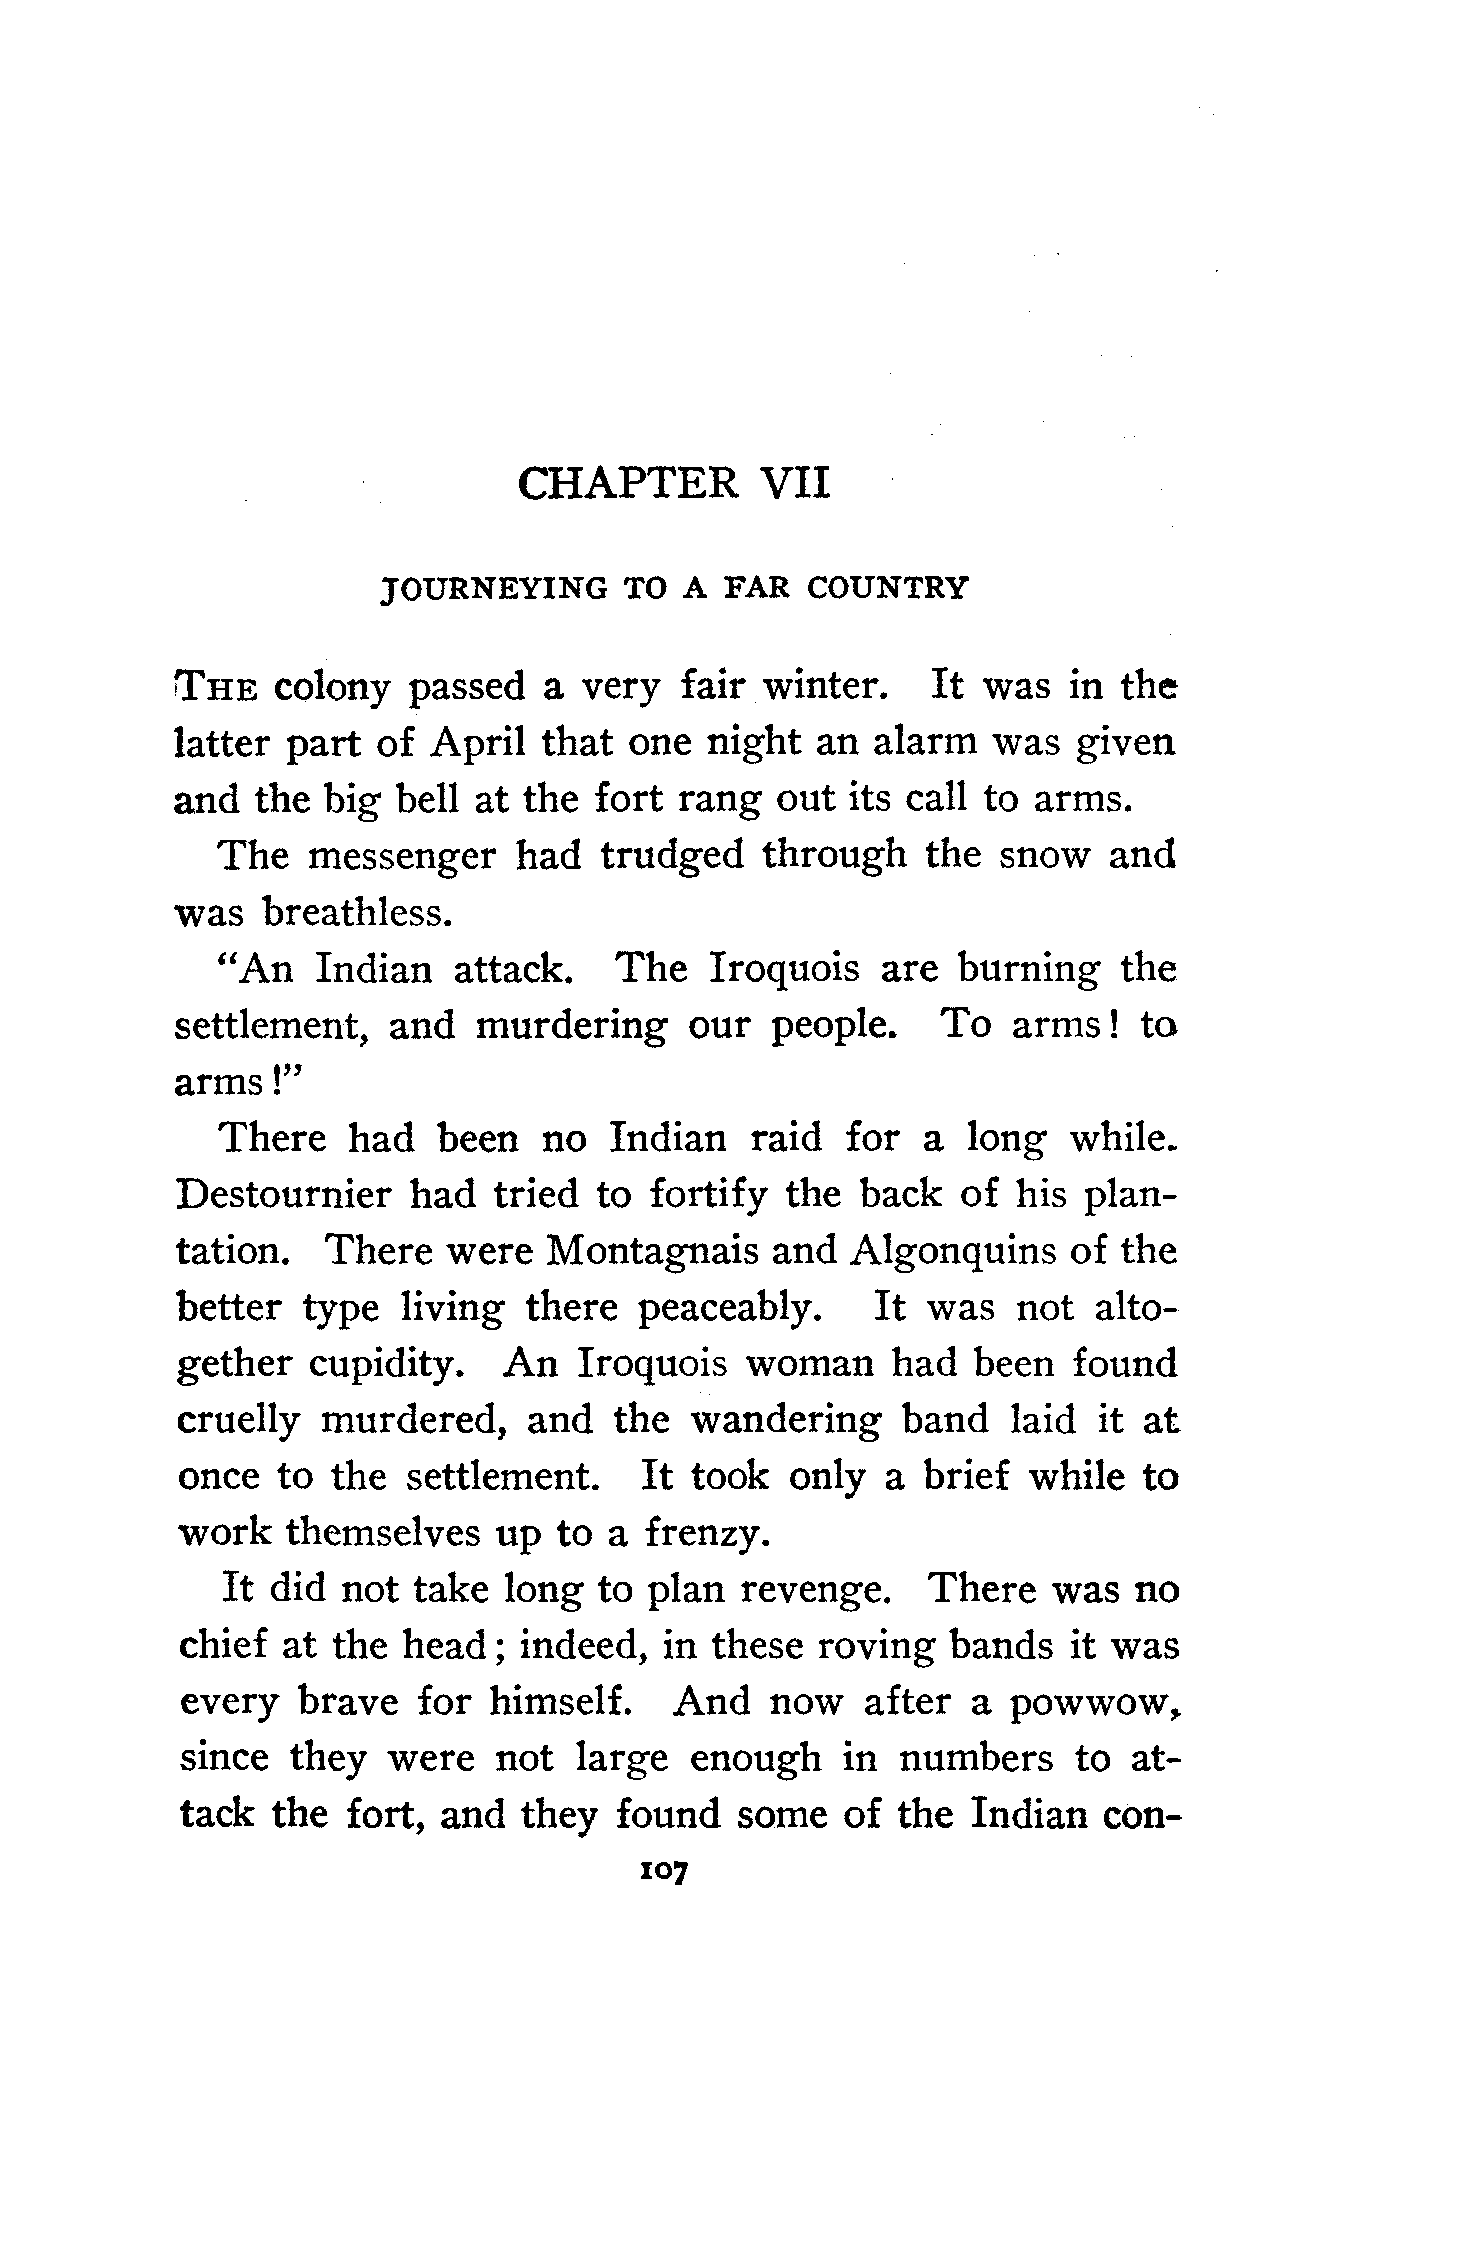 CHAPTER VII
JOURNEYING TO A FAR COUNTRY
THE colony passed a very fair winter. It was in the
latter part of April that one night an alarm was given
and the big bell at the fort rang out its call to arms.
The messenger had trudged through the snow and
was breathless.
“An Indian attack. The Iroquois are burning the
settlement, and murdering our people. To arms! to
arms!”
There had been no Indian raid for a long while.
Destournier had tried to fortify the back of his plan-
tation. There were Montagnais and Algonquins of the
better type living there peaceably. It was not alto-
gether cupidity. An Iroquois woman had been found
cruelly murdered, and the wandering band laid it at
once to the settlement. It took only a brief while to
work themselves up to a frenzy.
It did not take long to plan revenge. There was no
chief at the head; indeed, in these roving bands it was
every brave for himself. And now after a powwow,
since they were not large enough in numbers to at-
tack the fort, and they found some of the Indian con-
107